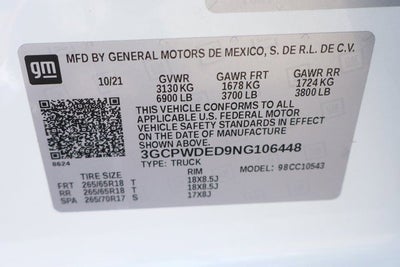 gm
MFD BY GENERAL MOTORS DE MEXICO, S. DE R.L. DE C.V.
10/21 GVWR GAWR FRT GAWR RR
3130 KG 1678 KG 1724 KG
6900 LB 3700 LB 3800 LB
THIS VEHICLE CONFORMS TO ALL
APPLICABLE U.S. FEDERAL MOTOR
VEHICLE SAFETY STANDARDS IN EFFECT
ON THE DATE OF MANUFACTURE
SHOWN ABOVE.
8624
3GCPWDED9NG106448
TYPE: TRUCK MODEL: 98CC10543
TIRE SIZE RIM
FRT 265/65R18 T 18X8.5J
RR 265/65R18 T 18X8.5J
SPA 265/70R17 S 17X8J